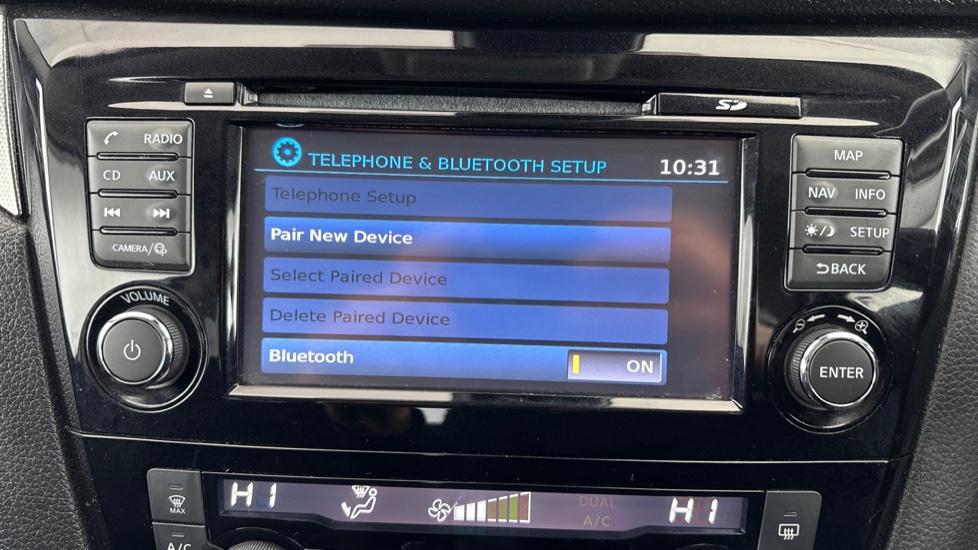 SD
RADIO
CD AUX
CAMERA/
VOLUME
TELEPHONE & BLUETOOTH SETUP 10:31
Telephone Setup
Pair New Device
Select Paired Device
Delete Paired Device
Bluetooth ON
MAP
NAV INFO
SETUP
BACK
ENTER
MAX
A/C
HI
DUAL
A/C
HI